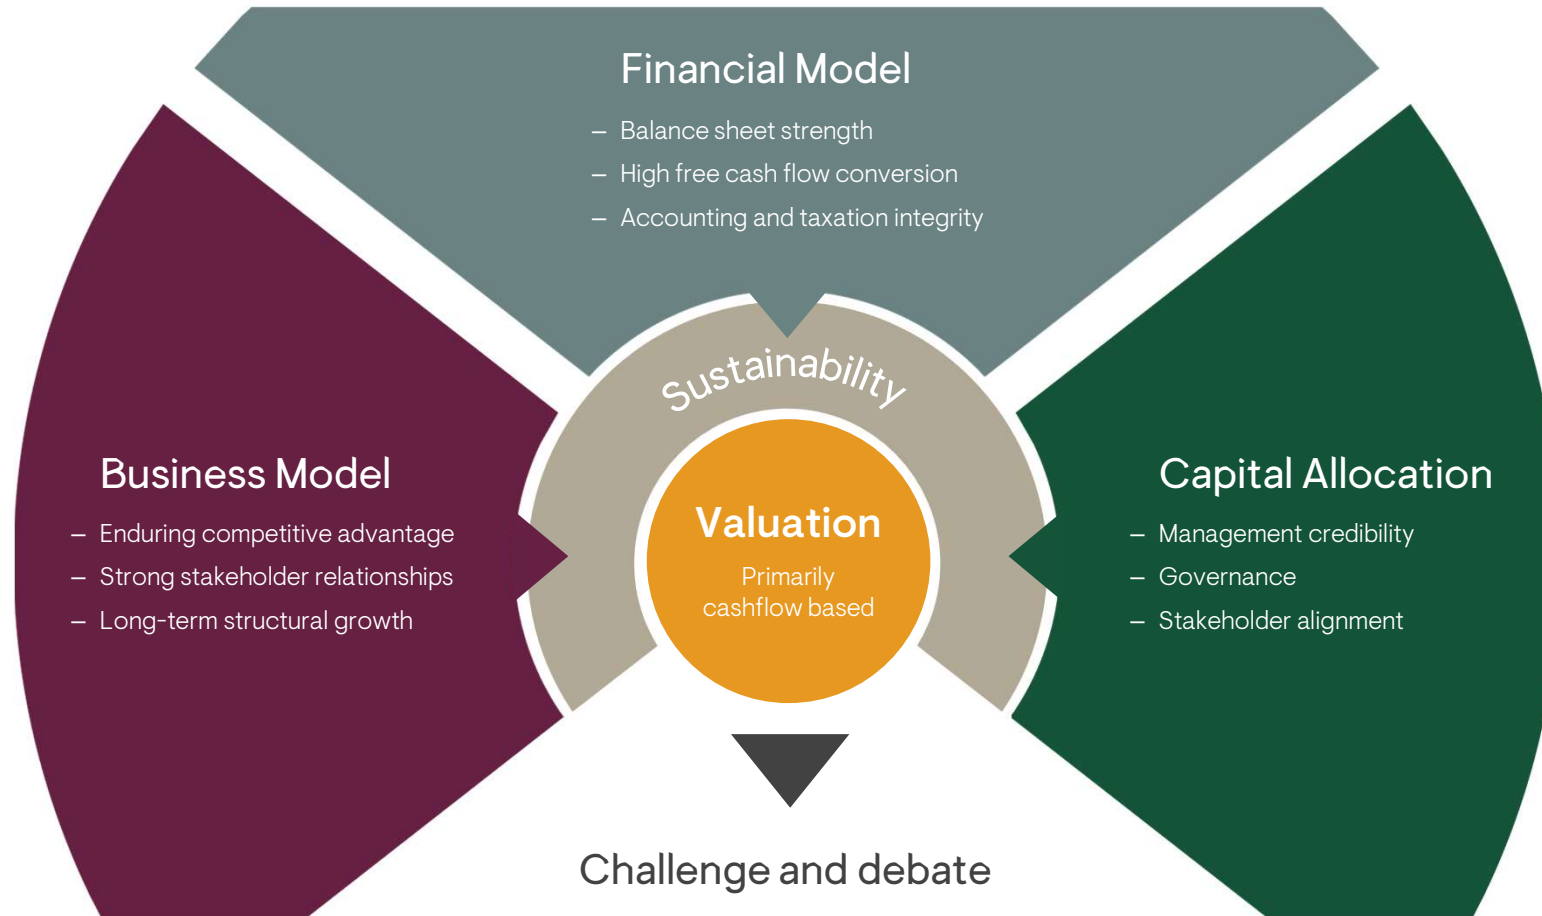 Financial Model
– Balance sheet strength
– High free cash flow conversion
– Accounting and taxation integrity
Sustainability
Business Model
– Enduring competitive advantage
– Strong stakeholder relationships
– Long-term structural growth
Valuation
Primarily
cashflow based
Capital Allocation
– Management credibility
– Governance
– Stakeholder alignment
Challenge and debate